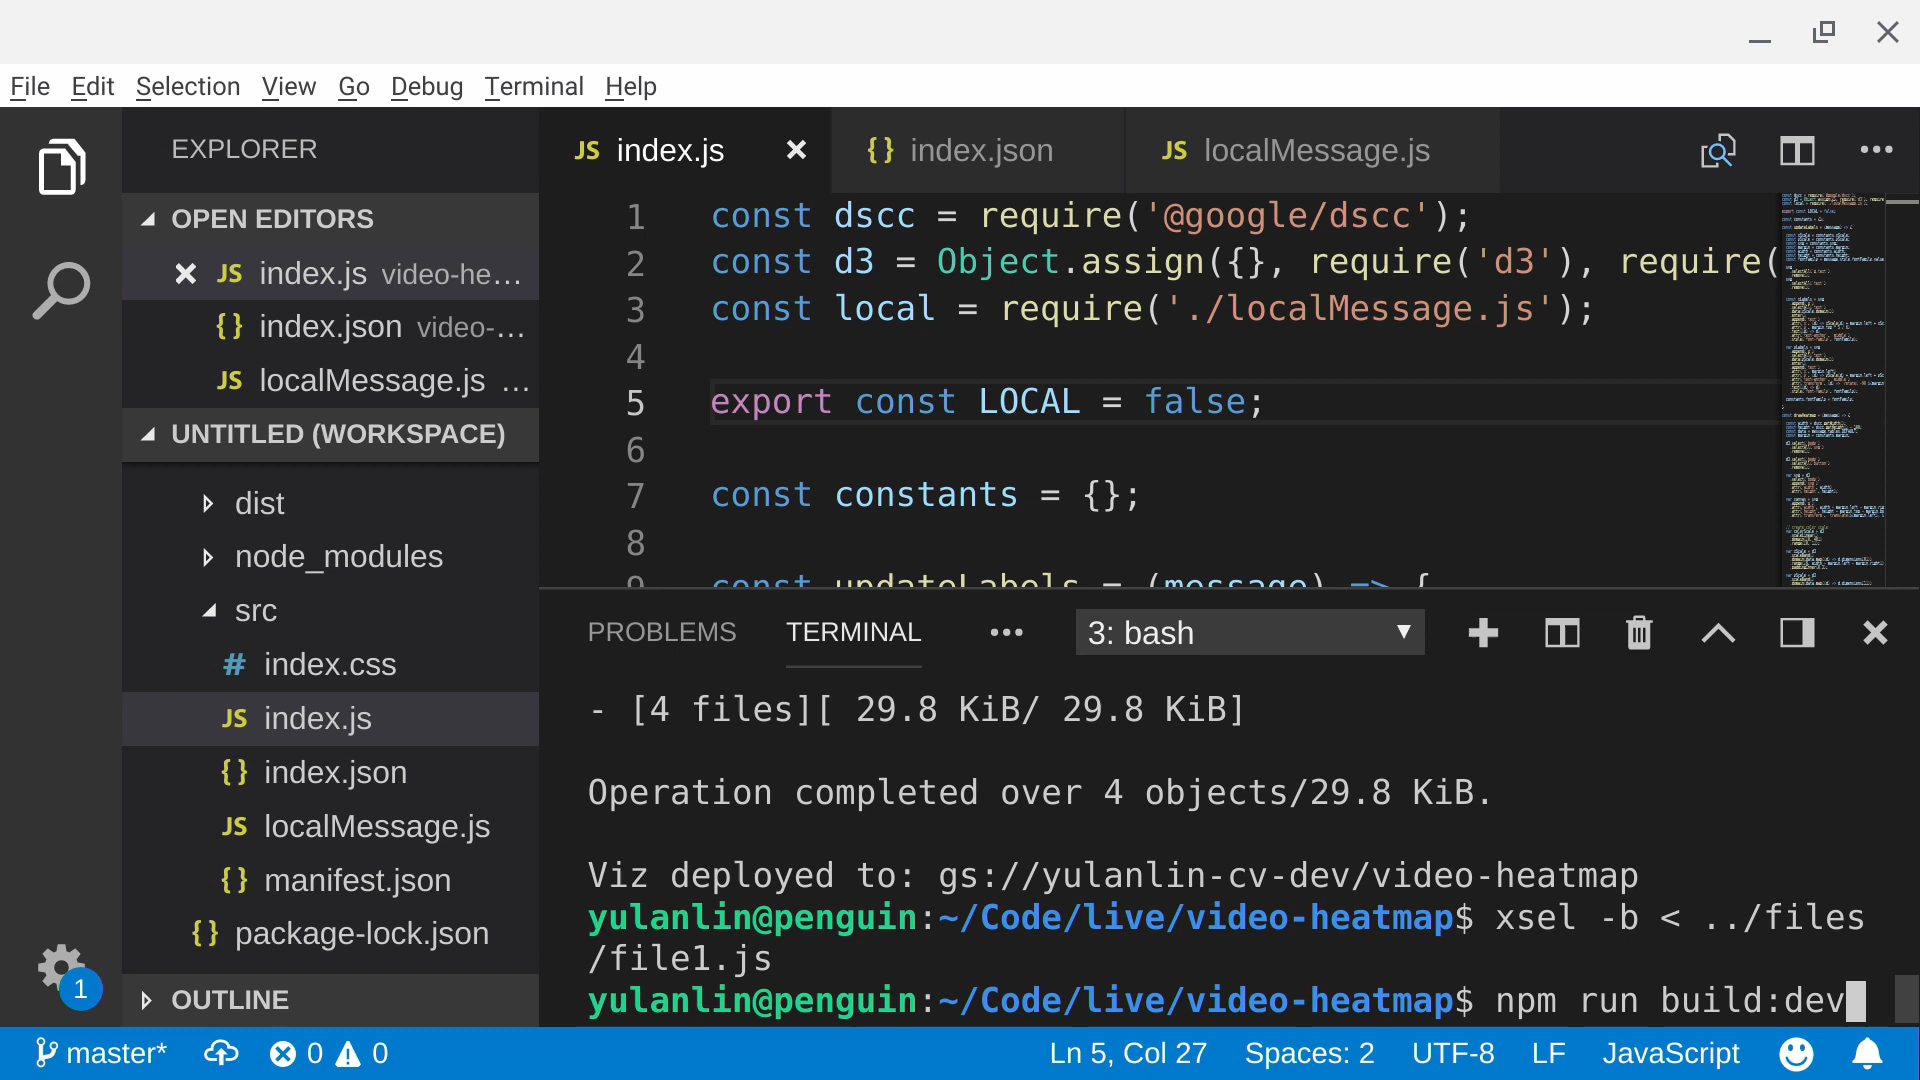 File Edit Selection View Go Debug Terminal Help
EXPLORER
OPEN EDITORS
JS index.js video-he…
{} index.json video-…
JS localMessage.js …
UNTITLED (WORKSPACE)
dist
node_modules
src
# index.css
JS index.js
{} index.json
JS localMessage.js
{} manifest.json
{} package-lock.json
OUTLINE
1
JS index.js
{} index.json
JS localMessage.js
1 const dscc = require('@google/dscc');
2 const d3 = Object.assign({}, require('d3'), require(
3 const local = require('./localMessage.js');
4
5 export const LOCAL = false;
6
7 const constants = {};
8
9 const updateLabels = (message) => {
PROBLEMS TERMINAL ••• 3: bash
- [4 files][ 29.8 KiB/ 29.8 KiB]
Operation completed over 4 objects/29.8 KiB.
Viz deployed to: gs://yulanlin-cv-dev/video-heatmap
yulanlin@penguin:~/Code/live/video-heatmap$ xsel -b < ../files
/file1.js
yulanlin@penguin:~/Code/live/video-heatmap$ npm run build:dev
master* 0 0 Ln 5, Col 27 Spaces: 2 UTF-8 LF JavaScript